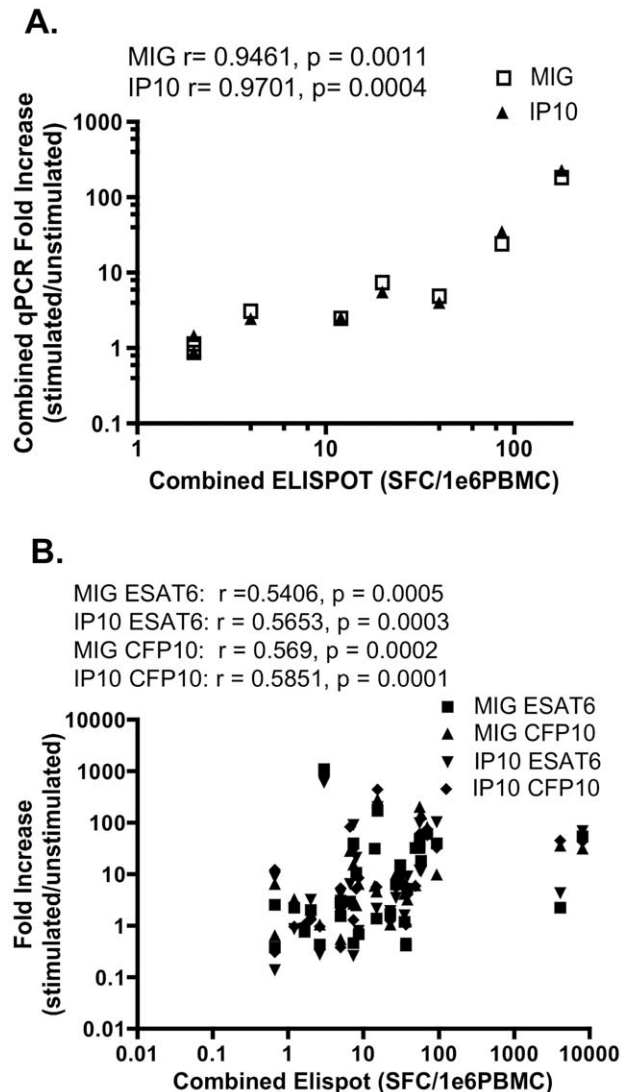 A.
MIG r= 0.9461, p = 0.0011
IP10 r= 0.9701, p= 0.0004
MIG
IP10
Combined qPCR Fold Increase
(stimulated/unstimulated)
1000
100
10
1
0.1
1
10
100
Combined ELISPOT (SFC/1e6PBMC)
B.
MIG ESAT6: r =0.5406, p = 0.0005
IP10 ESAT6: r = 0.5653, p = 0.0003
MIG CFP10: r = 0.569, p = 0.0002
IP10 CFP10: r = 0.5851, p = 0.0001
MIG ESAT6
MIG CFP10
IP10 ESAT6
IP10 CFP10
Fold Increase
(stimulated/unstimulated)
10000
1000
100
10
1
0.1
0.01
0.01
0.1
1
10
100
1000
10000
Combined Elispot (SFC/1e6PBMC)